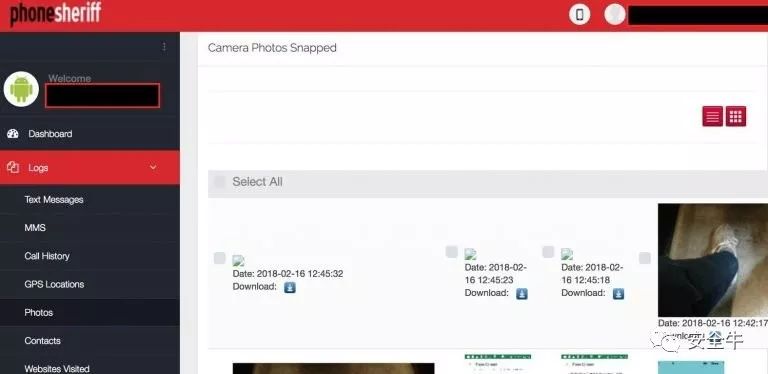 phonesheriff
Camera Photos Snapped
Welcome
Dashboard
Logs
Text Messages
MMS
Call History
GPS Locations
Photos
Contacts
Websites Visited
Select All
Date: 2018-02-16 12:45:32
Download:
Date: 2018-02-
16 12:45:23
Download:
Date: 2018-02-
16 12:45:18
Download:
Date: 2018-02-16 12:42:17
Download:
安全牛